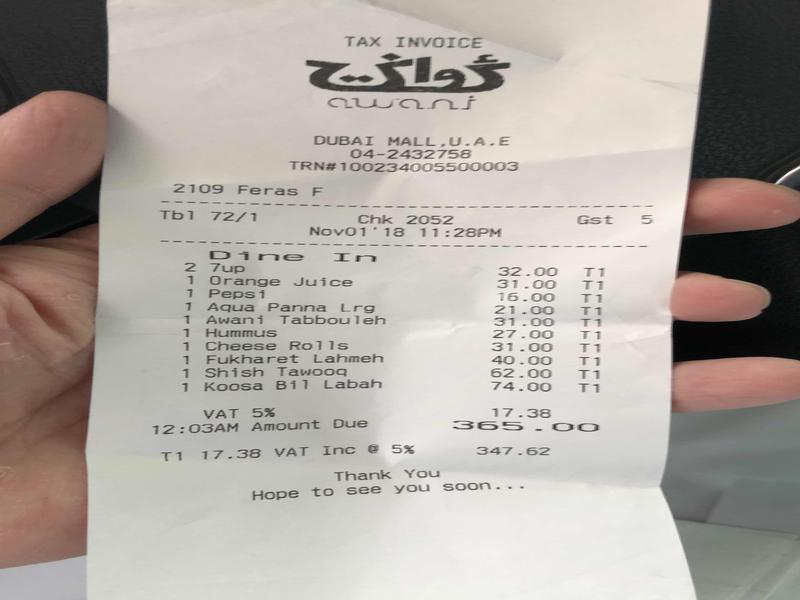 TAX INVOICE
أواني
awani
DUBAI MALL,U.A.E
04-2432758
TRN#100234005500003
2109 Feras F
Tbl 72/1 Chk 2052 Gst 5
Nov01'18 11:28PM
Dine In
2 7up 32.00 T1
1 Orange Juice 31.00 T1
1 Pepsi 16.00 T1
1 Aqua Panna Lrg 21.00 T1
1 Awani Tabbouleh 31.00 T1
1 Hummus 27.00 T1
1 Cheese Rolls 31.00 T1
1 Fukharet Lahmeh 40.00 T1
1 Shish Tawooq 62.00 T1
1 Koosa Bil Labah 74.00 T1
VAT 5% 17.38
12:03AM Amount Due 365.00
T1 17.38 VAT Inc @ 5% 347.62
Thank You
Hope to see you soon...